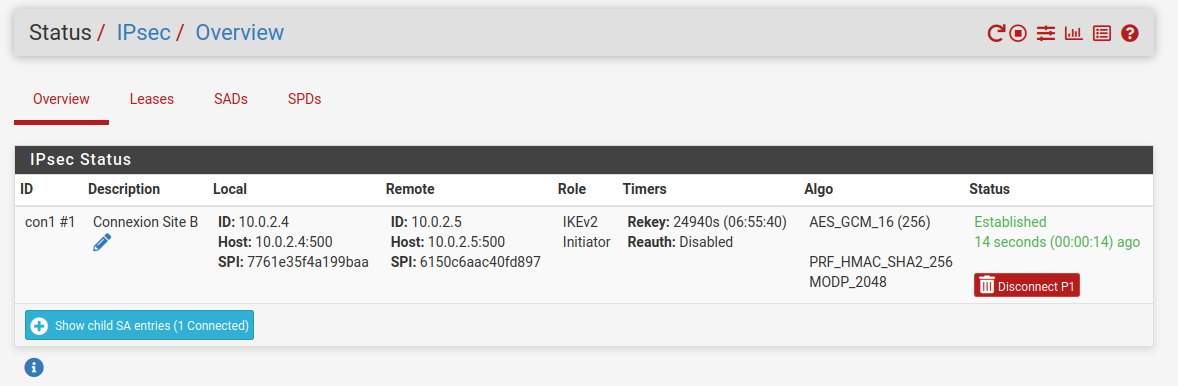 Status / IPsec / Overview
Overview Leases SADs SPDs
IPsec Status
ID Description Local Remote Role Timers Algo Status
con1 #1 Connexion Site B ID: 10.0.2.4 ID: 10.0.2.5 IKEv2 Rekey: 24940s (06:55:40) AES_GCM_16 (256) Established
Host: 10.0.2.4:500 Host: 10.0.2.5:500 Initiator Reauth: Disabled 14 seconds (00:00:14) ago
SPI: 7761e35f4a199baa SPI: 6150c6aac40fd897 PRF_HMAC_SHA2_256
MODP_2048 Disconnect P1
Show child SA entries (1 Connected)